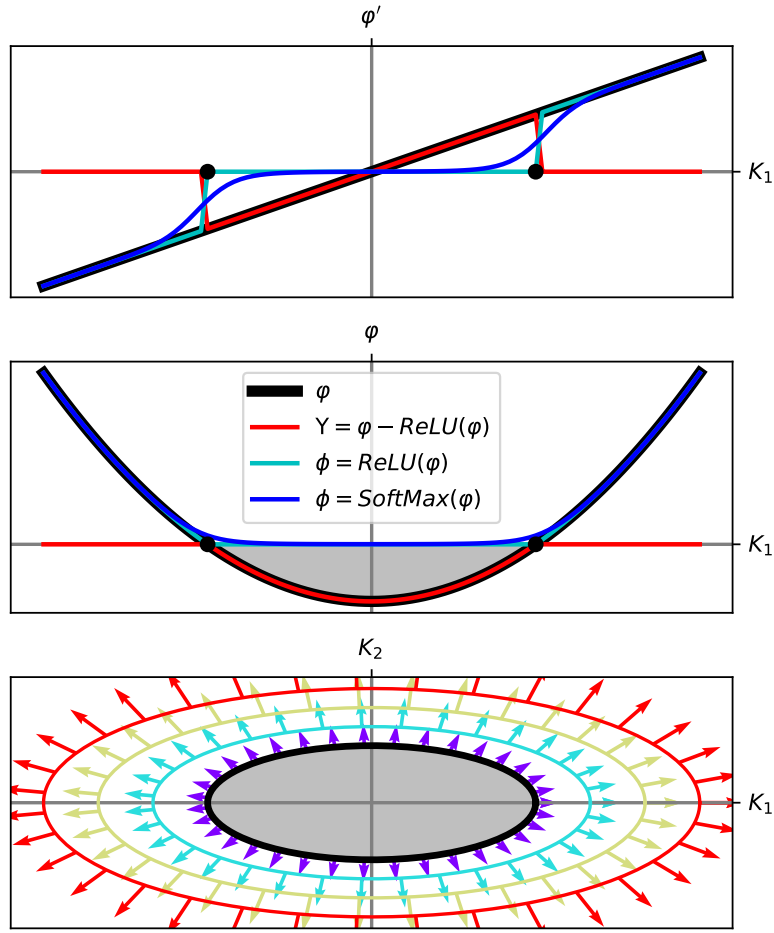 φ′
K₁
φ
φ
Υ = φ − ReLU(φ)
ϕ = ReLU(φ)
ϕ = SoftMax(φ)
K₁
K₂
K₁